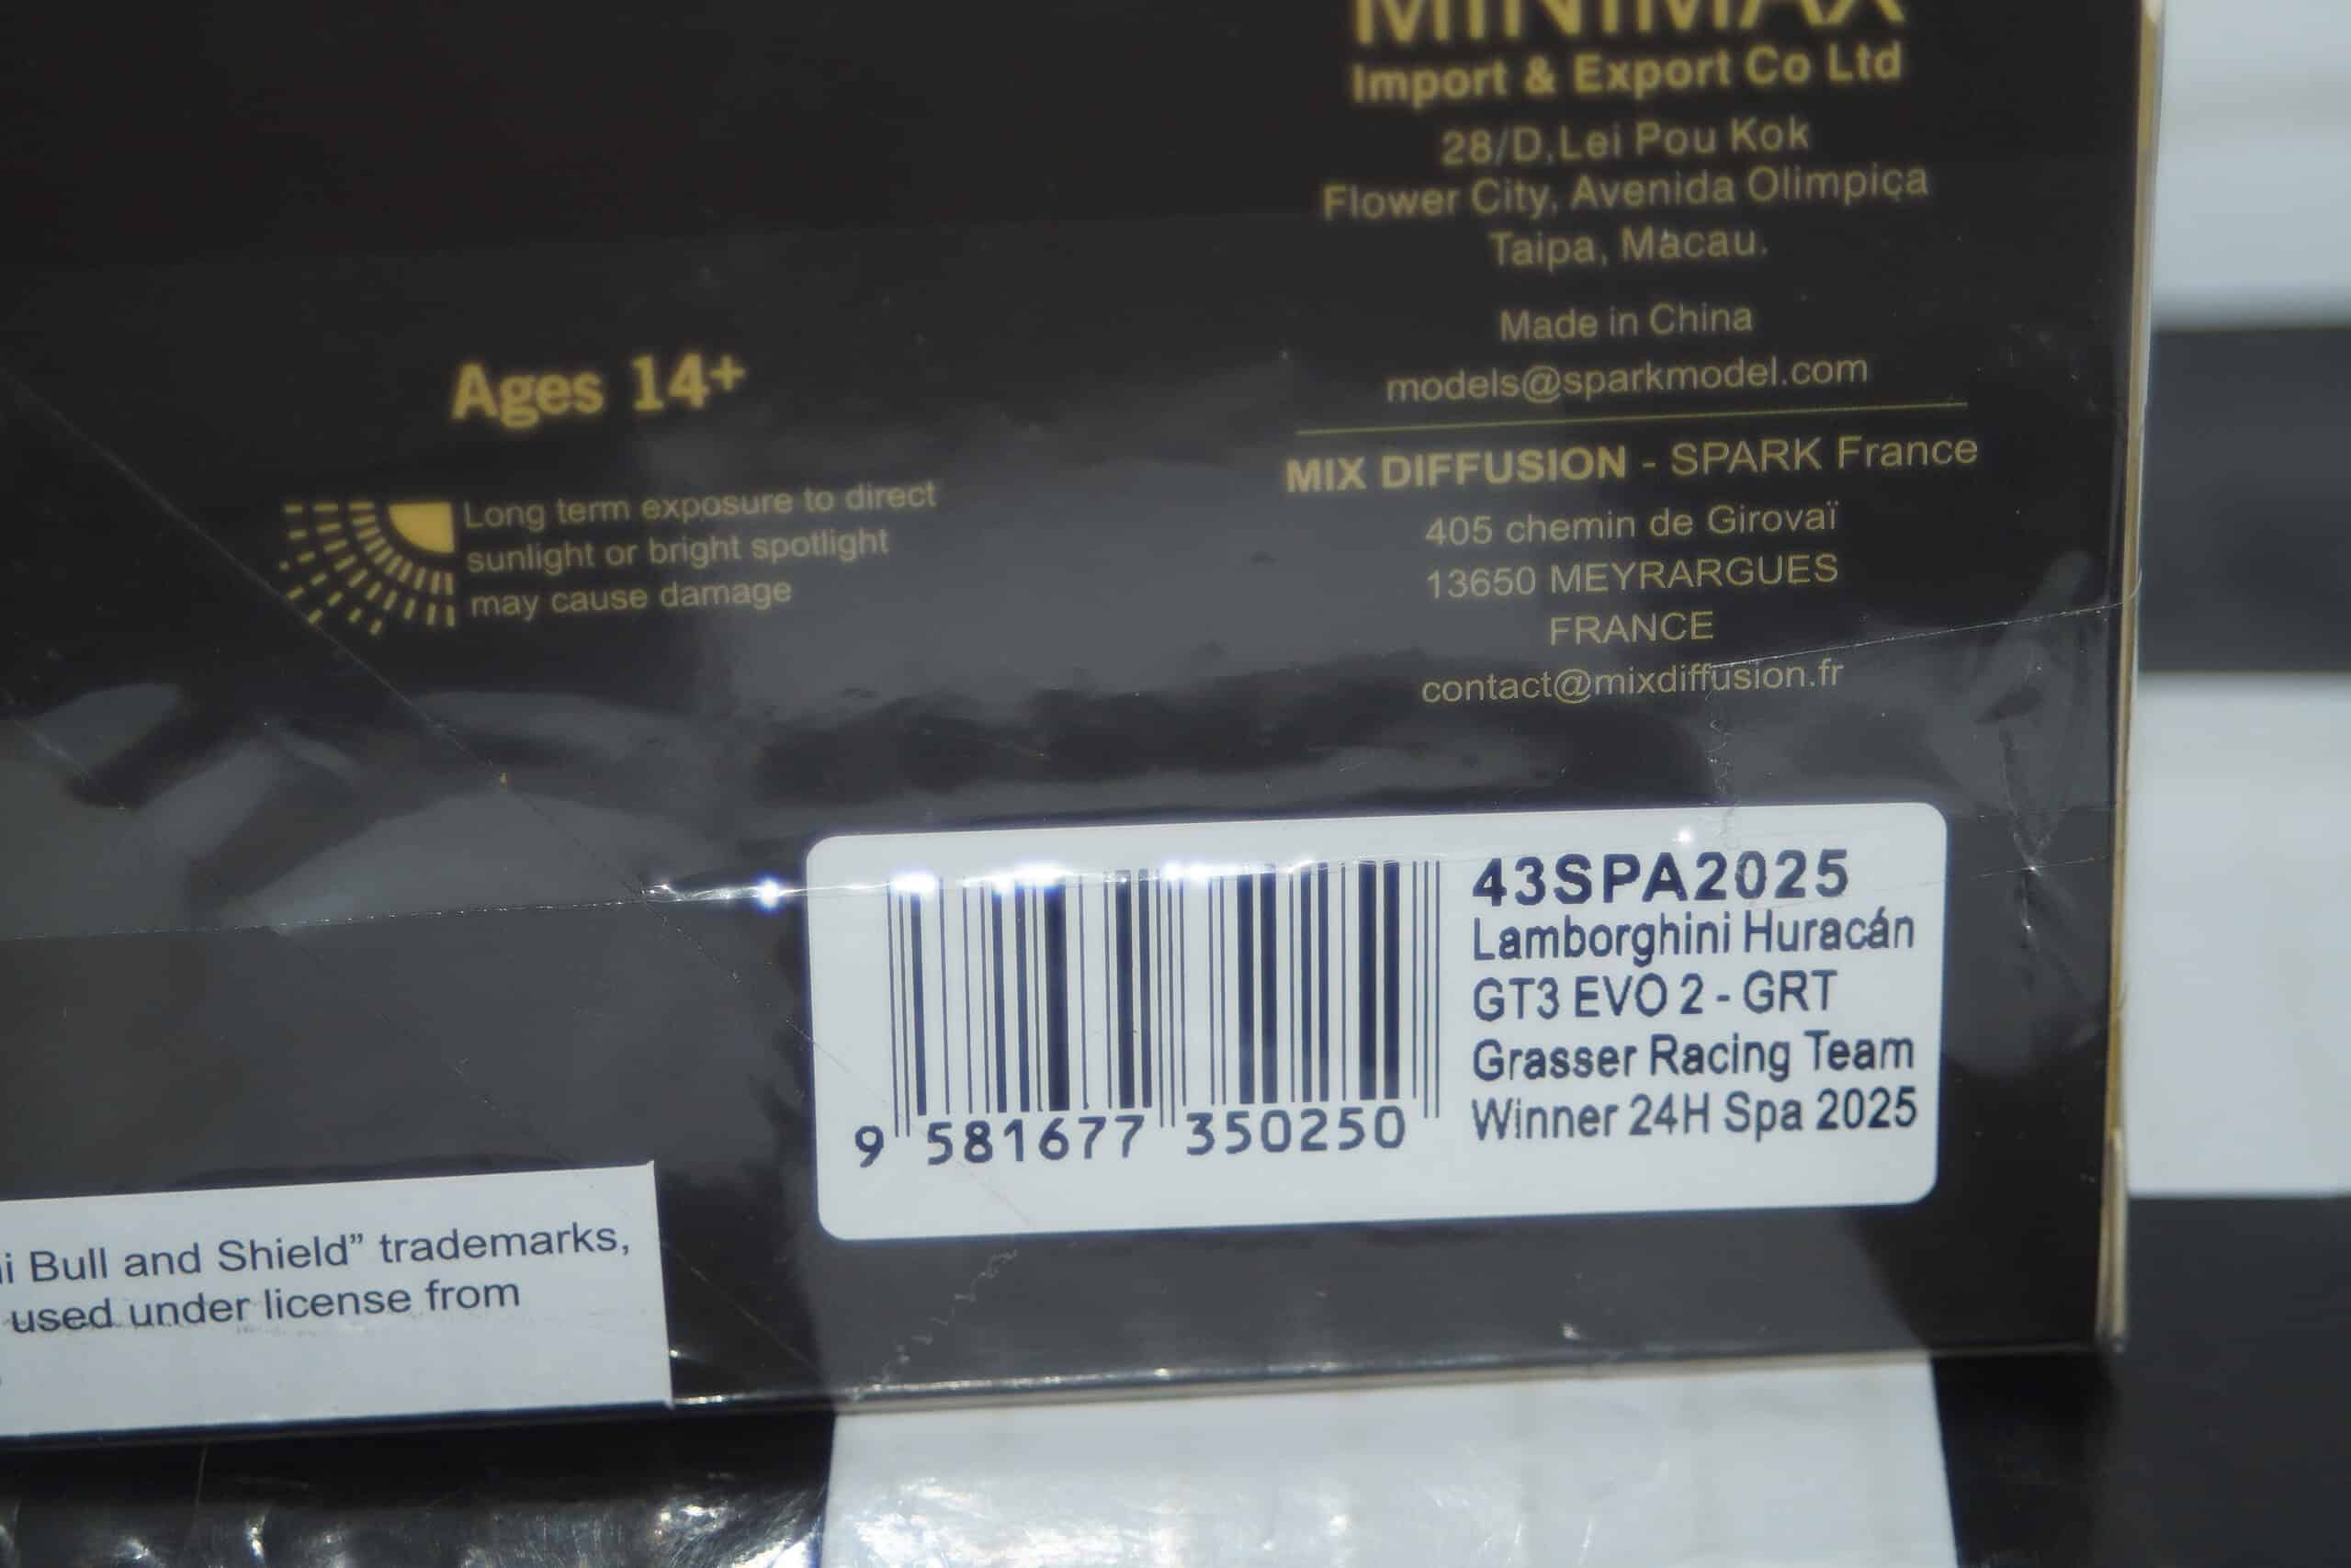 MINIMAX
Import & Export Co Ltd
28/D,Lei Pou Kok
Flower City, Avenida Olimpica
Taipa, Macau.
Made in China
models@sparkmodel.com
MIX DIFFUSION - SPARK France
405 chemin de Girovaï
13650 MEYRARGUES
FRANCE
contact@mixdiffusion.fr
Ages 14+
Long term exposure to direct
sunlight or bright spotlight
may cause damage
43SPA2025
Lamborghini Huracán
GT3 EVO 2 - GRT
Grasser Racing Team
Winner 24H Spa 2025
9 581677 350250
Bull and Shield” trademarks,
used under license from